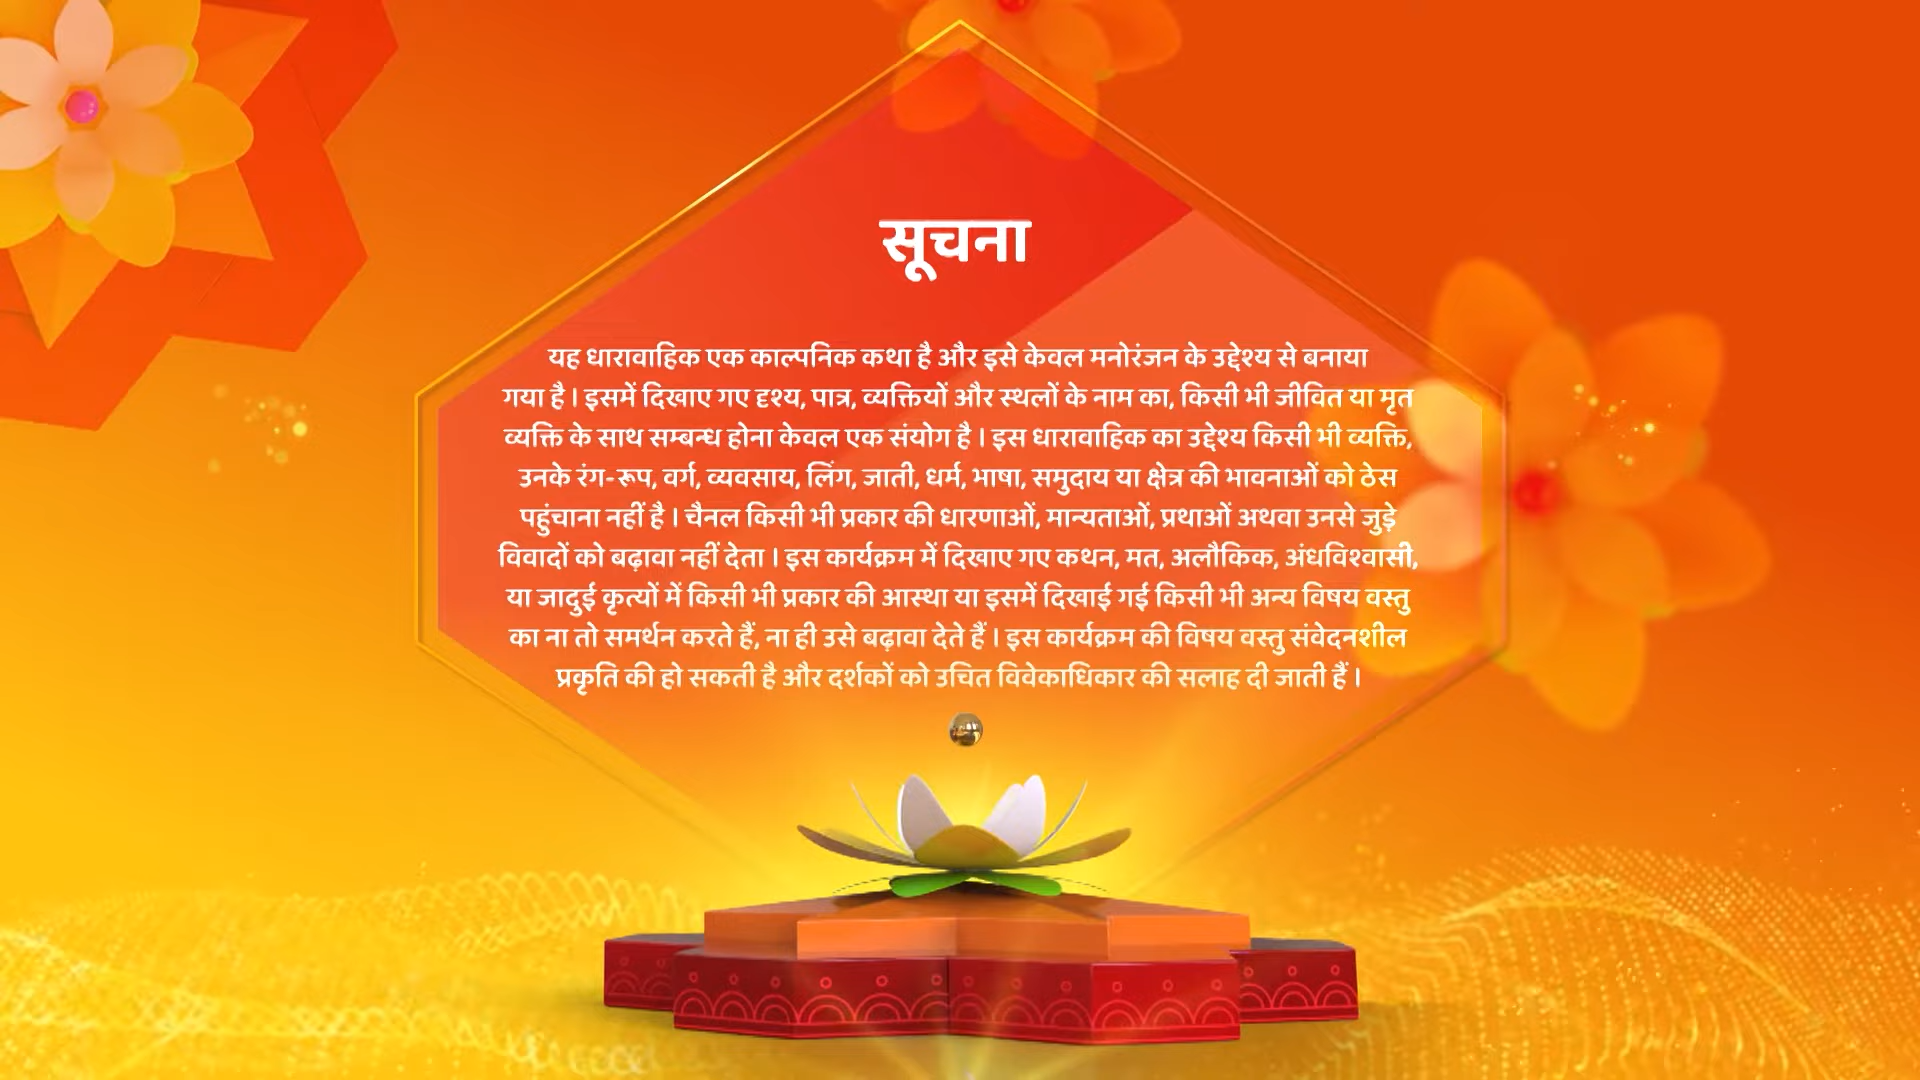 सूचना
यह धारावाहिक एक काल्पनिक कथा है और इसे केवल मनोरंजन के उद्देश्य से बनाया
गया है । इसमें दिखाए गए दृश्य, पात्र, व्यक्तियों और स्थलों के नाम का, किसी भी जीवित या मृत
व्यक्ति के साथ सम्बन्ध होना केवल एक संयोग है । इस धारावाहिक का उद्देश्य किसी भी व्यक्ति,
उनके रंग-रूप, वर्ग, व्यवसाय, लिंग, जाती, धर्म, भाषा, समुदाय या क्षेत्र की भावनाओं को ठेस
पहुंचाना नहीं है । चैनल किसी भी प्रकार की धारणाओं, मान्यताओं, प्रथाओं अथवा उनसे जुड़े
विवादों को बढ़ावा नहीं देता । इस कार्यक्रम में दिखाए गए कथन, मत, अलौकिक, अंधविश्वासी,
या जादुई कृत्यों में किसी भी प्रकार की आस्था या इसमें दिखाई गई किसी भी अन्य विषय वस्तु
का ना तो समर्थन करते हैं, ना ही उसे बढ़ावा देते हैं । इस कार्यक्रम की विषय वस्तु संवेदनशील
प्रकृति की हो सकती है और दर्शकों को उचित विवेकाधिकार की सलाह दी जाती हैं ।